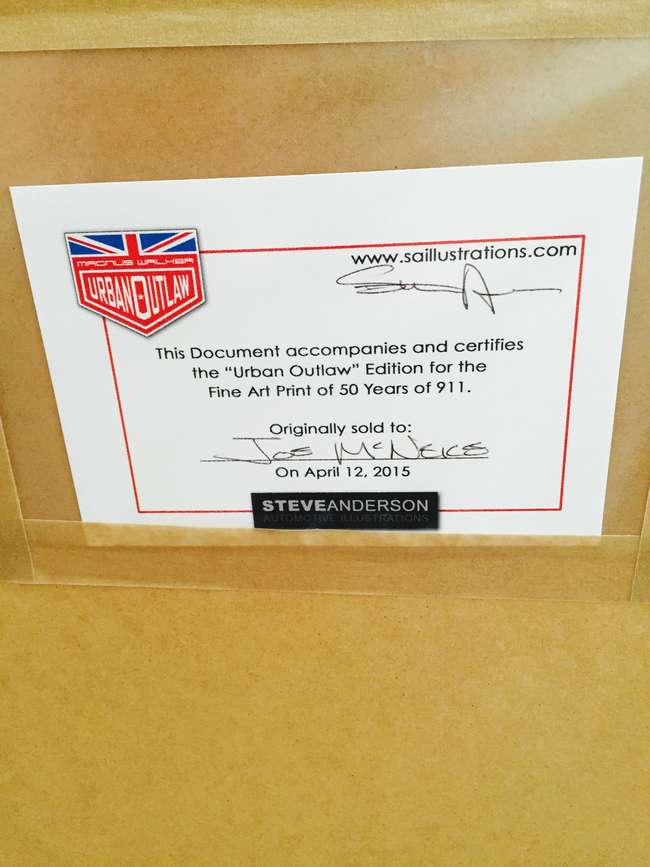 MAGNUS WALKER
URBAN OUTLAW
www.saillustrations.com
This Document accompanies and certifies
the “Urban Outlaw” Edition for the
Fine Art Print of 50 Years of 911.
Originally sold to:
JOE McNEICE
On April 12, 2015
STEVEANDERSON
AUTOMOTIVE ILLUSTRATIONS